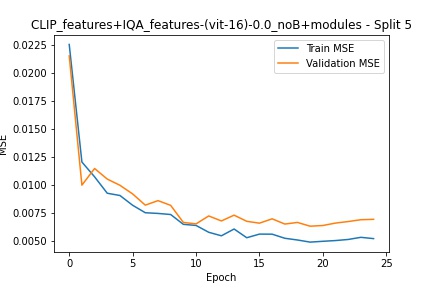 CLIP_features+IQA_features-(vit-16)-0.0_noB+modules - Split 5
Train MSE
Validation MSE
MSE
0.0225
0.0200
0.0175
0.0150
0.0125
0.0100
0.0075
0.0050
0 5 10 15 20 25
Epoch